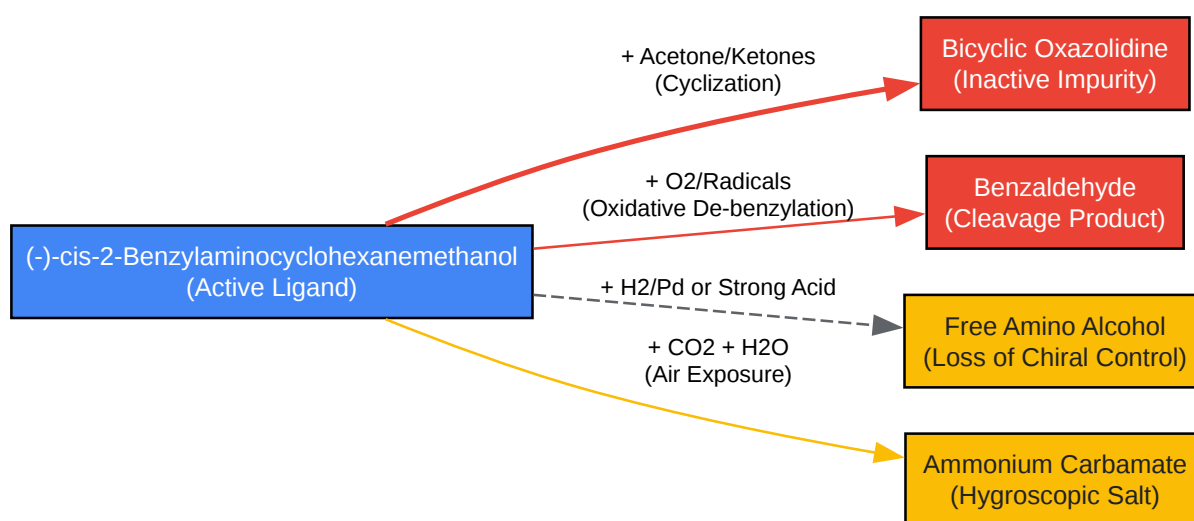 + Acetone/Ketones
(Cyclization)
Bicyclic Oxazolidine
(Inactive Impurity)
+ O2/Radicals
(Oxidative De-benzylation)
Benzaldehyde
(Cleavage Product)
(-)-cis-2-Benzylaminocyclohexanemethanol
(Active Ligand)
+ H2/Pd or Strong Acid
Free Amino Alcohol
(Loss of Chiral Control)
+ CO2 + H2O
(Air Exposure)
Ammonium Carbamate
(Hygroscopic Salt)